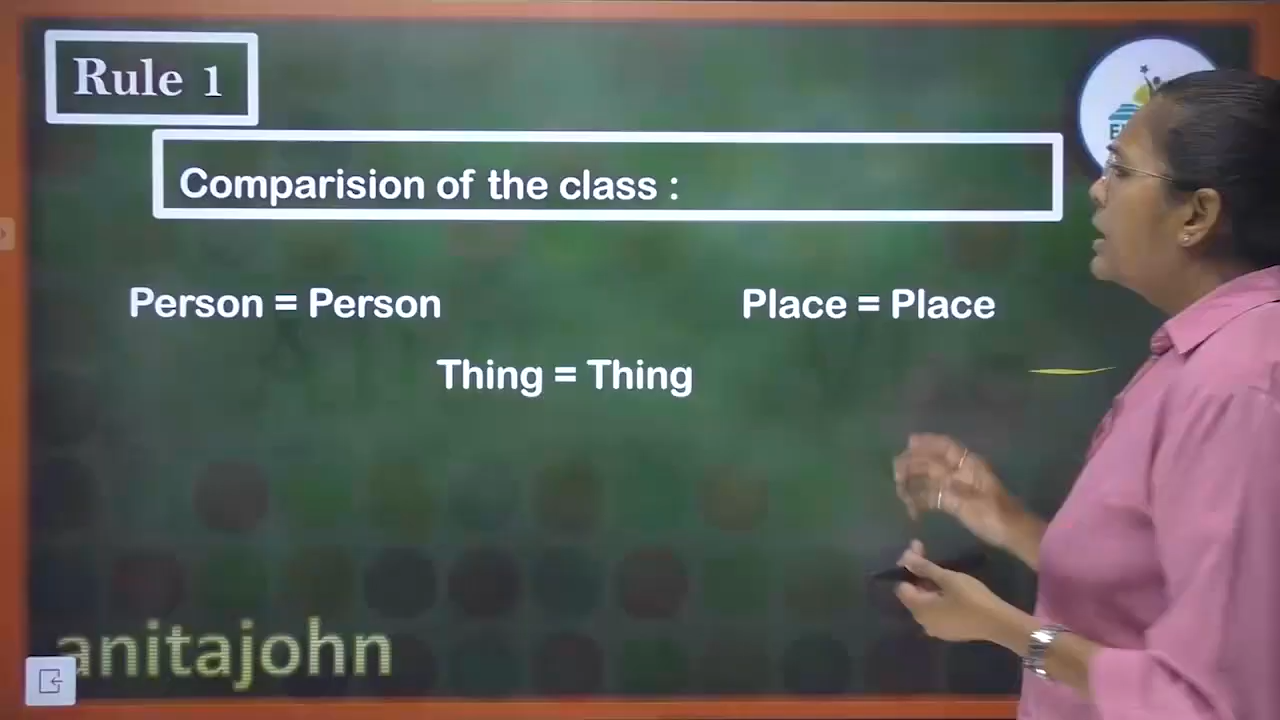 Rule 1
Comparision of the class :
Person = Person
Place = Place
Thing = Thing
anitajohn